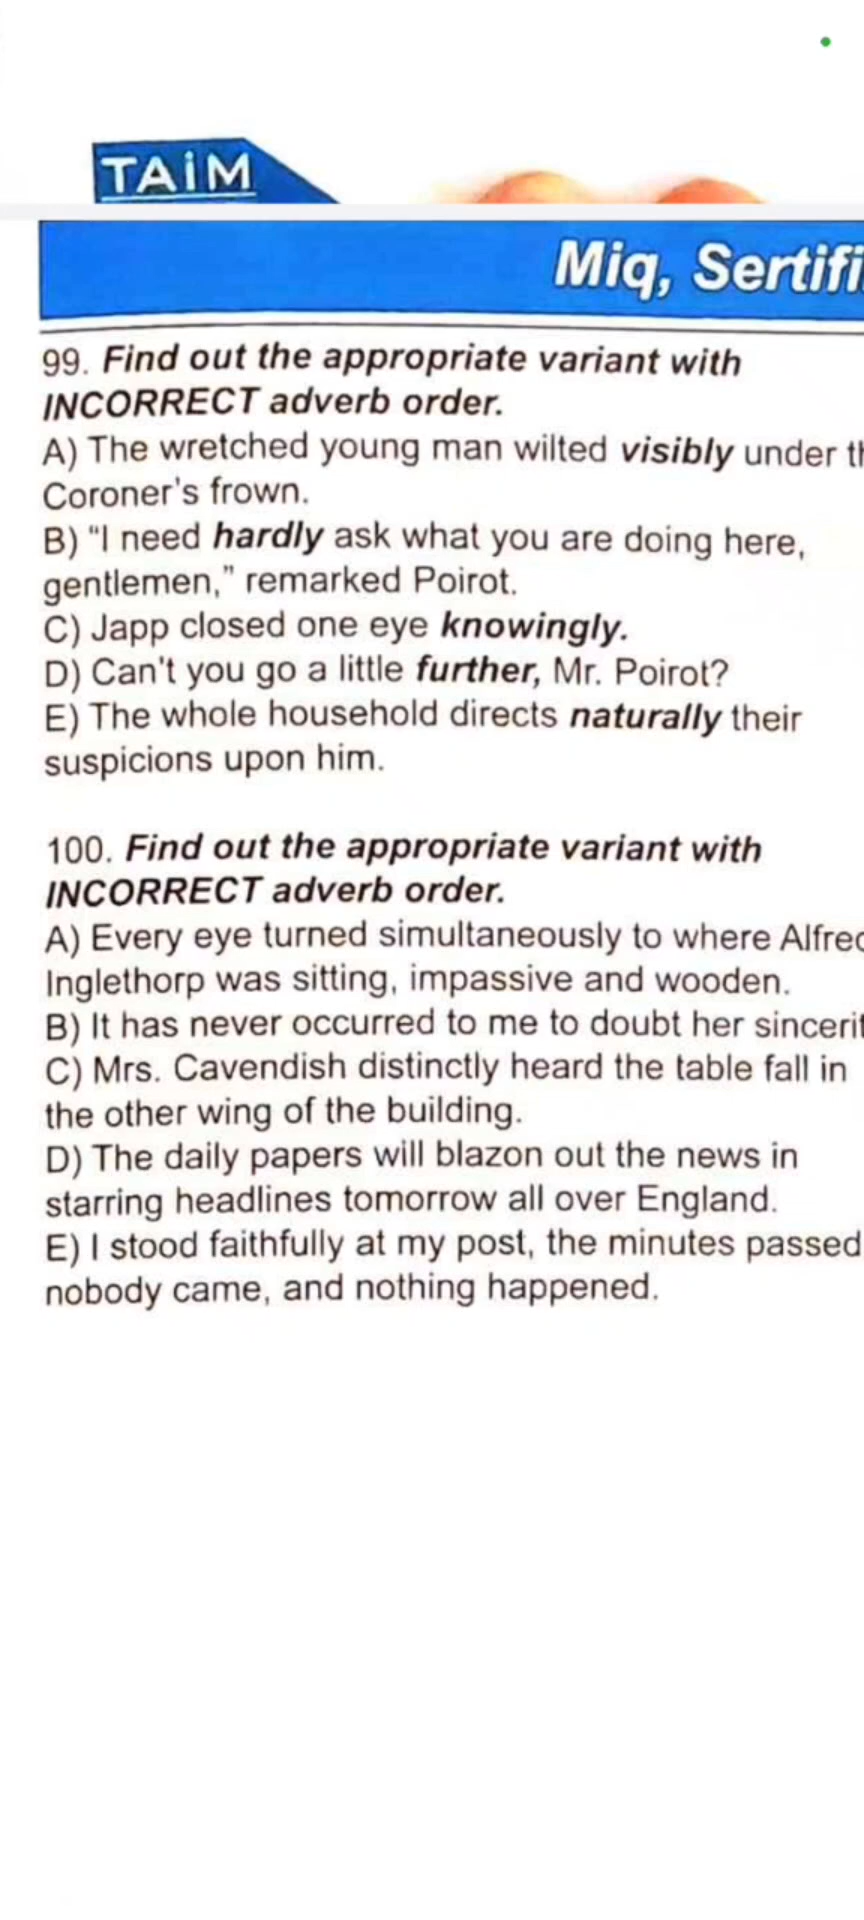 TAİM
Miq, Sertifi
99. Find out the appropriate variant with
INCORRECT adverb order.
A) The wretched young man wilted visibly under th
Coroner's frown.
B) “I need hardly ask what you are doing here,
gentlemen,” remarked Poirot.
C) Japp closed one eye knowingly.
D) Can't you go a little further, Mr. Poirot?
E) The whole household directs naturally their
suspicions upon him.
100. Find out the appropriate variant with
INCORRECT adverb order.
A) Every eye turned simultaneously to where Alfred
Inglethorp was sitting, impassive and wooden.
B) It has never occurred to me to doubt her sincerit
C) Mrs. Cavendish distinctly heard the table fall in
the other wing of the building.
D) The daily papers will blazon out the news in
starring headlines tomorrow all over England.
E) I stood faithfully at my post, the minutes passed
nobody came, and nothing happened.